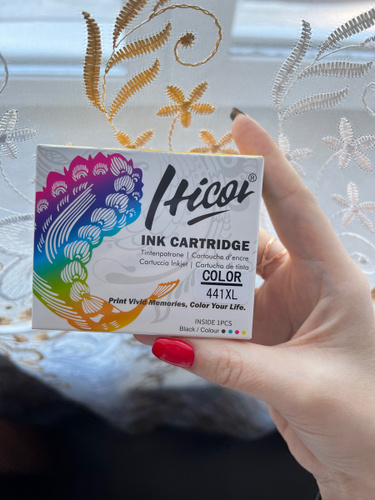 Hicor®
INK CARTRIDGE
Tintenpatrone | Cartouche d'encre
Cartuccia Inkjet | Cartucho de tinta
COLOR
441XL
Print Vivid Memories, Color Your Life.
INSIDE 1PCS
Black / Colour